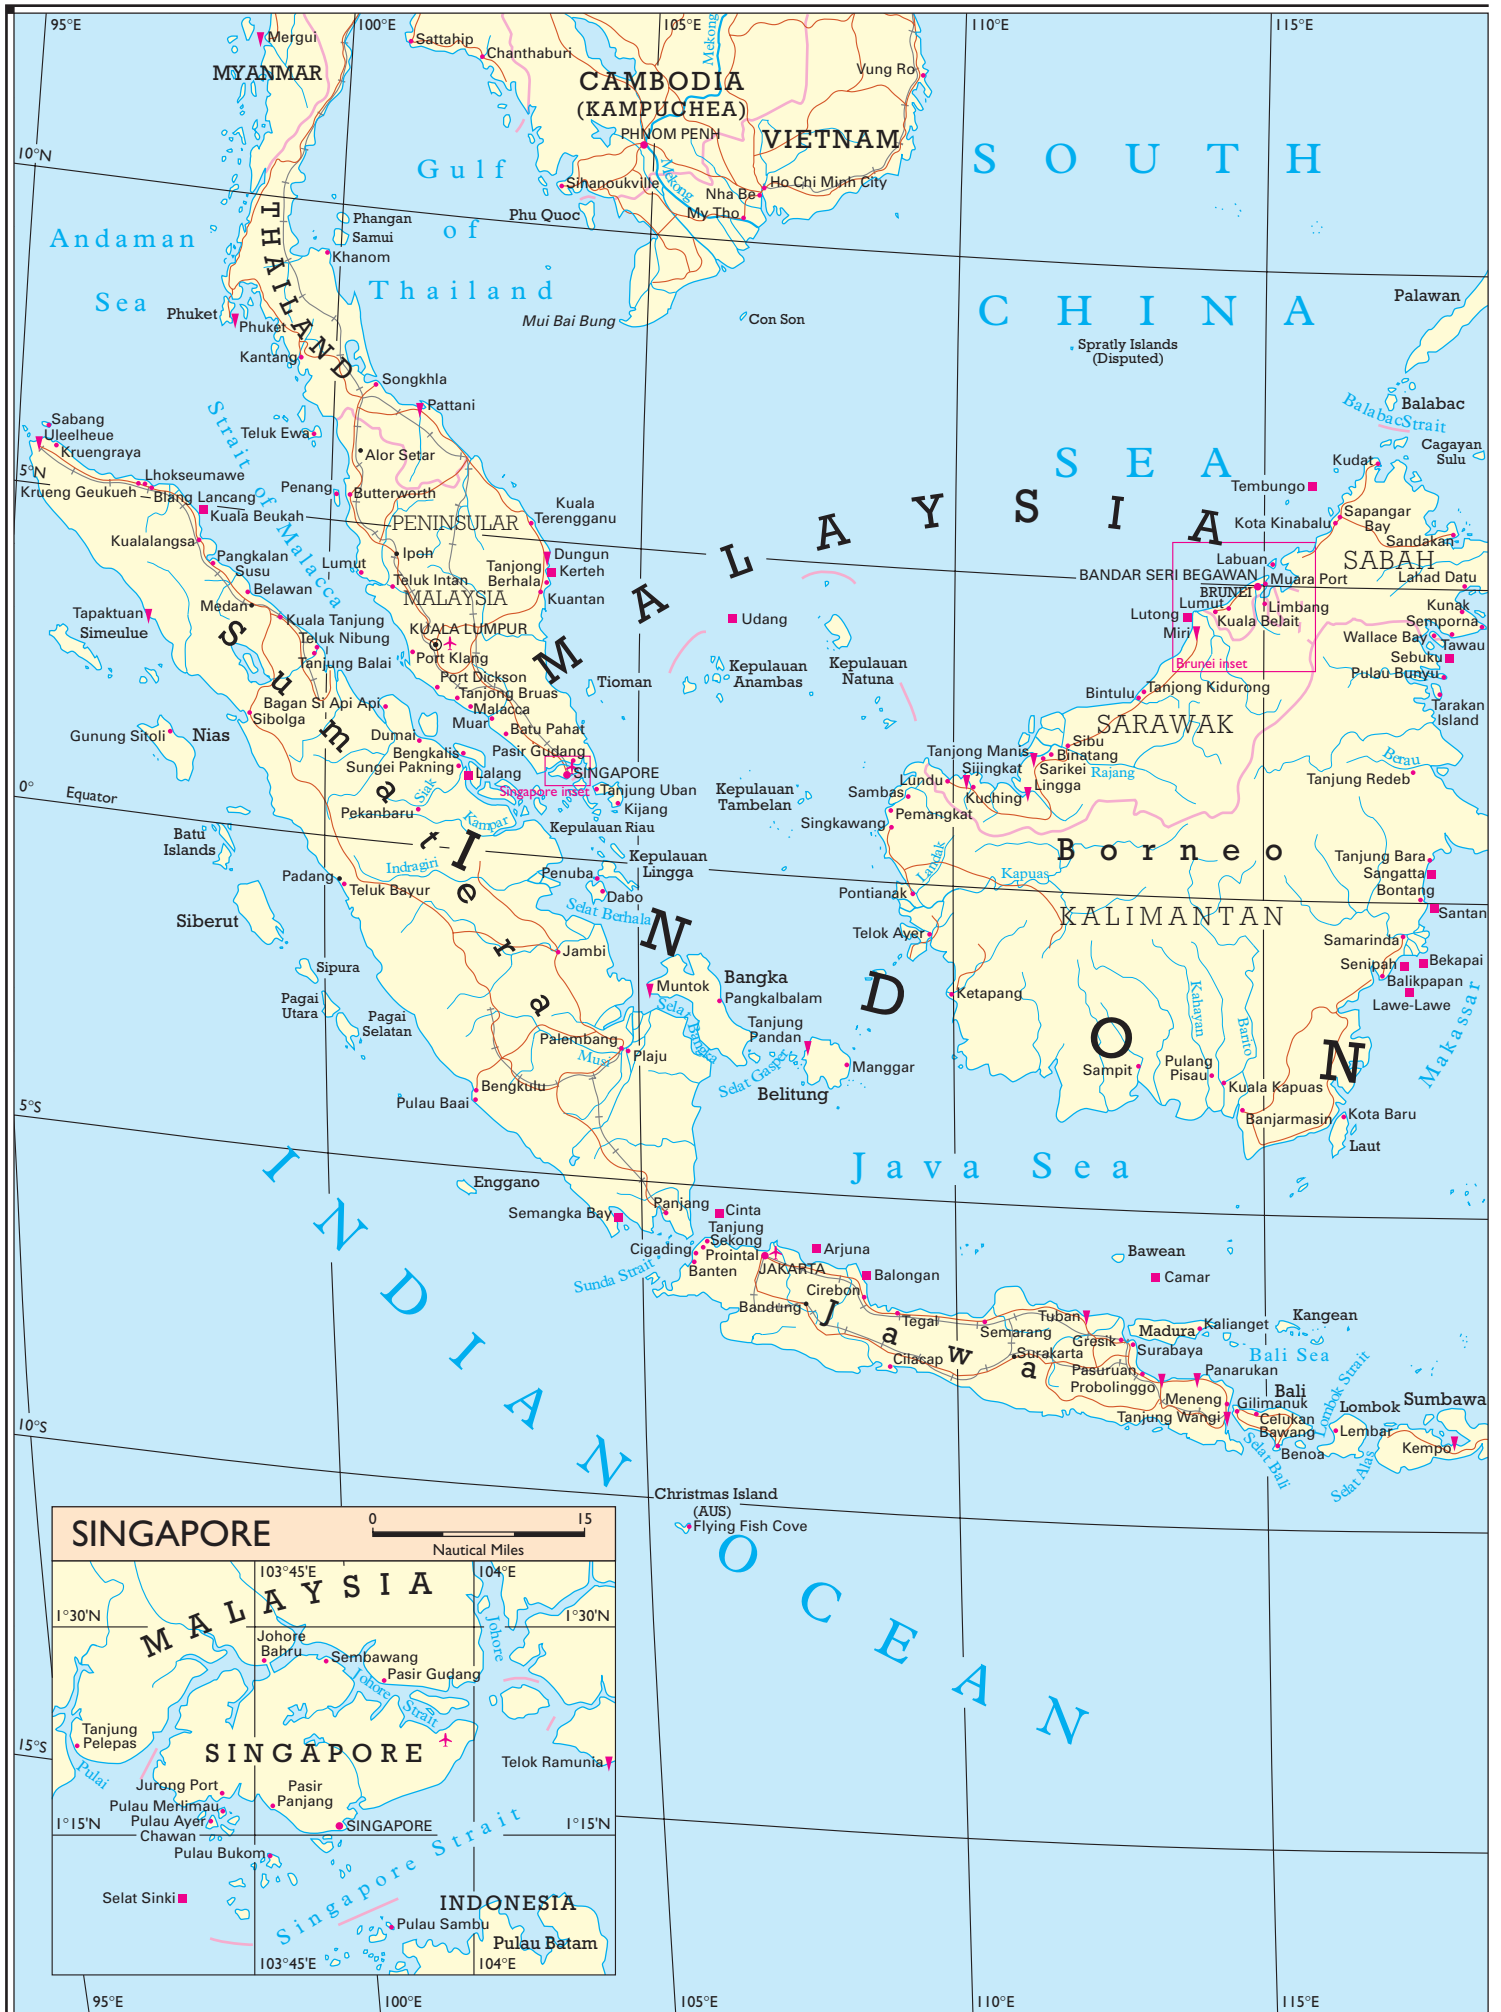 95°E
100°E
105°E
110°E
115°E
Mergui
MYANMAR
Sattahip
Chanthaburi
CAMBODIA
(KAMPUCHEA)
PHNOM PENH
Mekong
Mekong
VIETNAM
Vung Ro
10°N
Gulf
of
Thailand
SOUTH
CHINA
SEA
Sihanoukville
Ho Chi Minh City
Nha Be
My Tho
Phu Quoc
THAILAND
Phangan
Samui
Khanom
Andaman
Sea
Phuket
Phuket
Kantang
Mui Bai Bung
Con Son
Spratly Islands
(Disputed)
Palawan
Songkhla
Pattani
Balabac
Balabac Strait
Cagayan
Sulu
Strait of Malacca
Sabang
Uleelheue
Kruengraya
Teluk Ewa
Alor Setar
5°N
Lhokseumawe
Krueng Geukueh
Blang Lancang
Kuala Beukah
Penang
Butterworth
PENINSULAR
MALAYSIA
Kuala
Terengganu
Kudat
Tembungo
Sapangar
Bay
Kota Kinabalu
Sandakan
SABAH
MALAYSIA
Kualalangsa
Pangkalan
Susu
Ipoh
Lumut
Teluk Intan
Dungun
Tanjong
Berhala
Kerteh
Kuantan
Labuan
BANDAR SERI BEGAWAN
Muara Port
BRUNEI
Lahad Datu
Belawan
Medan
Tapaktuan
Simeulue
Kuala Tanjung
Teluk Nibung
Tanjung Balai
KUALA LUMPUR
Port Klang
Udang
Lumut
Lutong
Limbang
Kuala Belait
Miri
Brunei inset
Kunak
Semporna
Wallace Bay
Tawau
Sebuku
Pulau Bunyu
Tarakan
Island
Port Dickson
Tanjong Bruas
Malacca
Muar
Batu Pahat
Pasir Gudang
Tioman
Kepulauan
Anambas
Kepulauan
Natuna
Bintulu
Tanjong Kidurong
SARAWAK
Sumatera
Bagan Si Api Api
Sibolga
Gunung Sitoli
Nias
Dumai
Bengkalis
Sungei Pakning
Lalang
SINGAPORE
Singapore inset
Tanjung Uban
Kijang
Tanjong Manis
Sibu
Binatang
Sijingkat
Sarikei
Rajang
Lingga
Lundu
Sambas
Kuching
Pemangkat
Singkawang
Berau
Tanjung Redeb
0°
Equator
Siak
Pekanbaru
Kampar
Kepulauan Riau
Kepulauan
Tambelan
Batu
Islands
Indragiri
Kepulauan
Lingga
Penuba
Dabo
Selat Berhala
Landak
Kapuas
Borneo
Tanjung Bara
Sangatta
Bontang
Santan
Padang
Teluk Bayur
Siberut
Pontianak
KALIMANTAN
INDON
Telok Ayer
Samarinda
Senipah
Bekapai
Balikpapan
Lawe-Lawe
Jambi
Sipura
Pagai
Utara
Pagai
Selatan
Muntok
Bangka
Pangkalbalam
Selat Bangka
Ketapang
Kahayan
Barito
Makassar
Tanjung
Pandan
Palembang
Musi
Plaju
Manggar
Selat Gaspar
Belitung
Sampit
Pulang
Pisau
Kuala Kapuas
Bengkulu
Pulau Baai
Banjarmasin
Kota Baru
Laut
5°S
Java Sea
Enggano
Semangka Bay
Panjang
Cinta
Tanjung
Sekong
Cigading
Prointal
Banten
JAKARTA
Arjuna
Balongan
Sunda Strait
Bawean
Camar
Cirebon
Bandung
Jawa
Tegal
Cilacap
Semarang
Surakarta
Tuban
Gresik
Madura
Kalianget
Surabaya
Kangean
Bali Sea
Pasuruan
Probolinggo
Panarukan
Meneng
Tanjung Wangi
Bali
Gilimanuk
Celukan
Bawang
Benoa
Selat Bali
Lombok Strait
Lombok
Lembar
Selat Alas
Sumbawa
Kempo
10°S
INDIAN
OCEAN
Christmas Island
(AUS)
Flying Fish Cove
SINGAPORE
0
15
Nautical Miles
103°45'E
104°E
MALAYSIA
1°30'N
1°30'N
Johore
Johore
Bahru
Sembawang
Pasir Gudang
Johore Strait
Tanjung
Pelepas
Pulai
SINGAPORE
Telok Ramunia
Jurong Port
Pasir
Panjang
Pulau Merlimau
Pulau Ayer
Chawan
1°15'N
1°15'N
SINGAPORE
Pulau Bukom
Singapore Strait
Selat Sinki
INDONESIA
Pulau Sambu
Pulau Batam
103°45'E
104°E
15°S
95°E
100°E
105°E
110°E
115°E